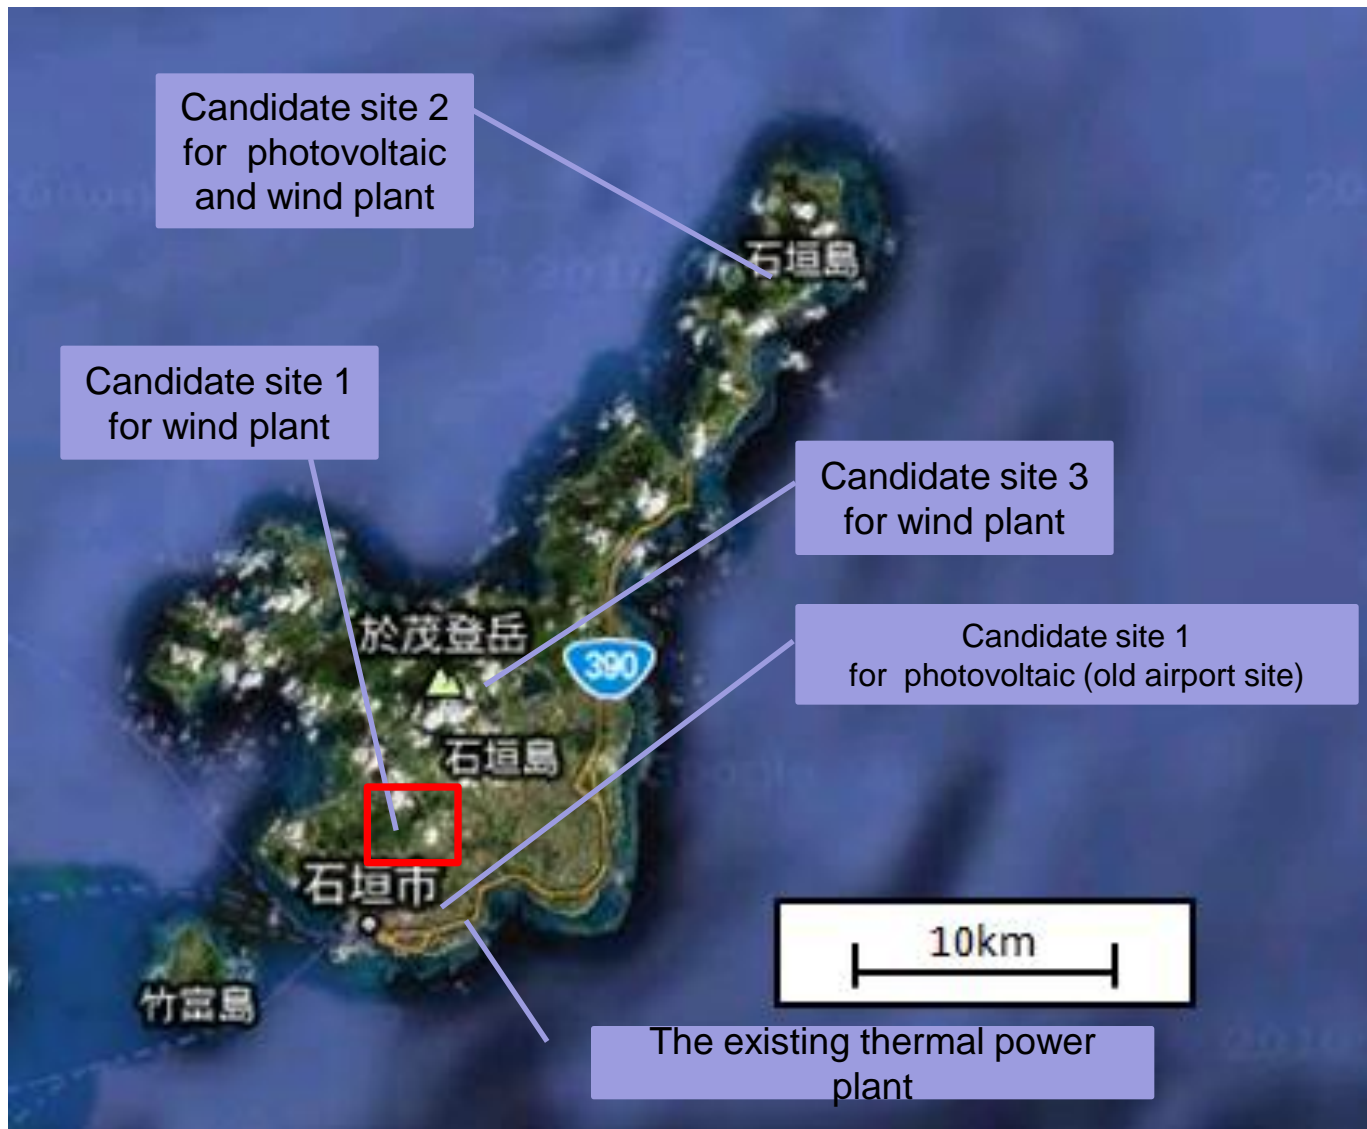 Candidate site 2
for photovoltaic
and wind plant
石垣島
Candidate site 1
for wind plant
Candidate site 3
for wind plant
於茂登岳
390
Candidate site 1
for photovoltaic (old airport site)
石垣島
石垣市
竹富島
10km
The existing thermal power
plant